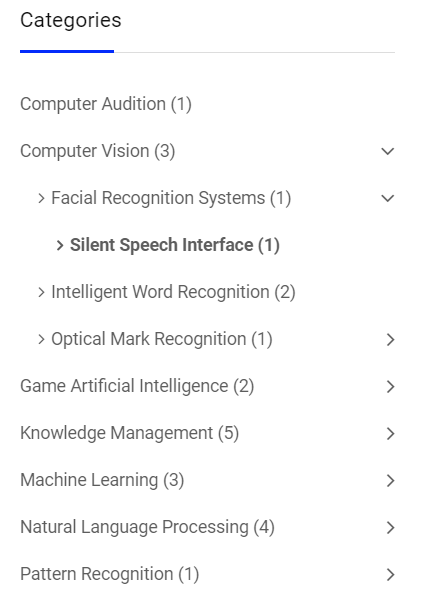 Categories
Computer Audition (1)
Computer Vision (3)
Facial Recognition Systems (1)
Silent Speech Interface (1)
Intelligent Word Recognition (2)
Optical Mark Recognition (1)
Game Artificial Intelligence (2)
Knowledge Management (5)
Machine Learning (3)
Natural Language Processing (4)
Pattern Recognition (1)